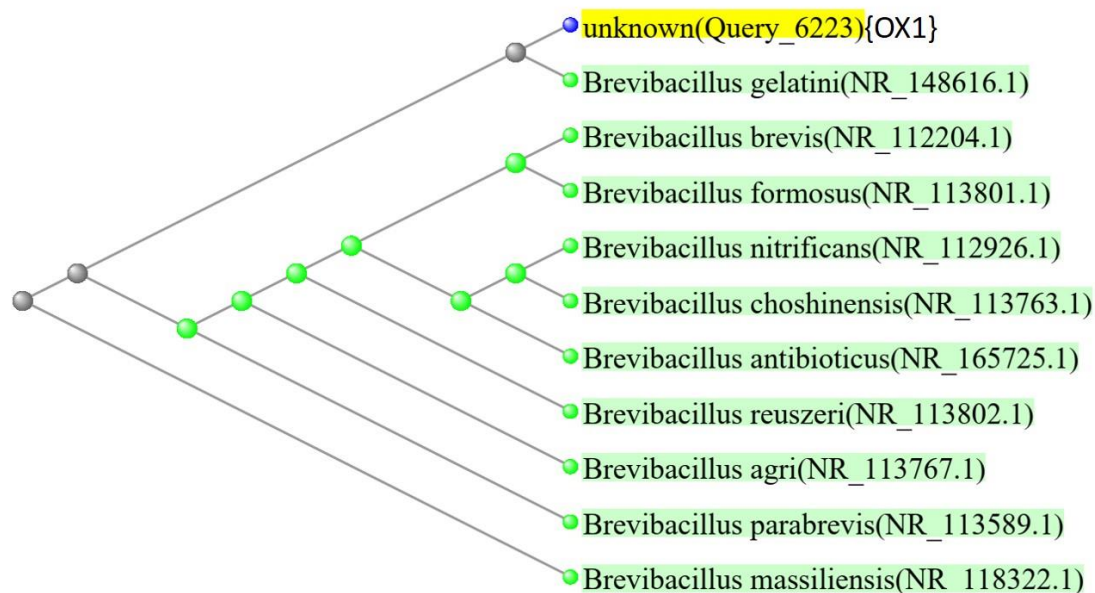 unknown(Query_6223){OX1}
Brevibacillus gelatini(NR_148616.1)
Brevibacillus brevis(NR_112204.1)
Brevibacillus formosus(NR_113801.1)
Brevibacillus nitrificans(NR_112926.1)
Brevibacillus choshinensis(NR_113763.1)
Brevibacillus antibioticus(NR_165725.1)
Brevibacillus reuszeri(NR_113802.1)
Brevibacillus agri(NR_113767.1)
Brevibacillus parabrevis(NR_113589.1)
Brevibacillus massiliensis(NR_118322.1)